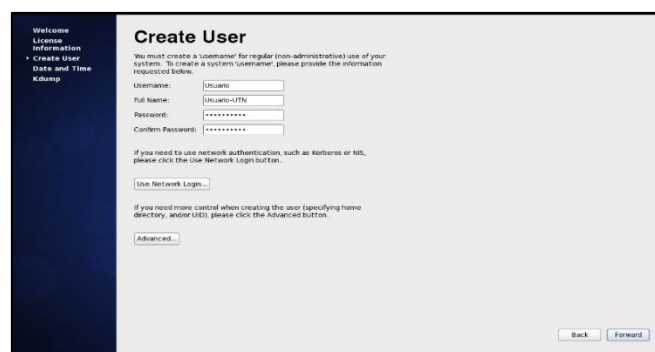 Welcome
License
Information
Create User
Date and Time
Kdump
Create User
You must create a 'username' for regular (non-administrative) use of your
system. To create a system 'username', please provide the information
requested below.
Username: Usuario
Full Name: Usuario-UTN
Password: ••••••••••
Confirm Password: ••••••••••
If you need to use network authentication, such as Kerberos or NIS,
please click the Use Network Login button.
Use Network Login...
If you need more control when creating the user (specifying home
directory, and/or UID), please click the Advanced button.
Advanced...
Back Forward